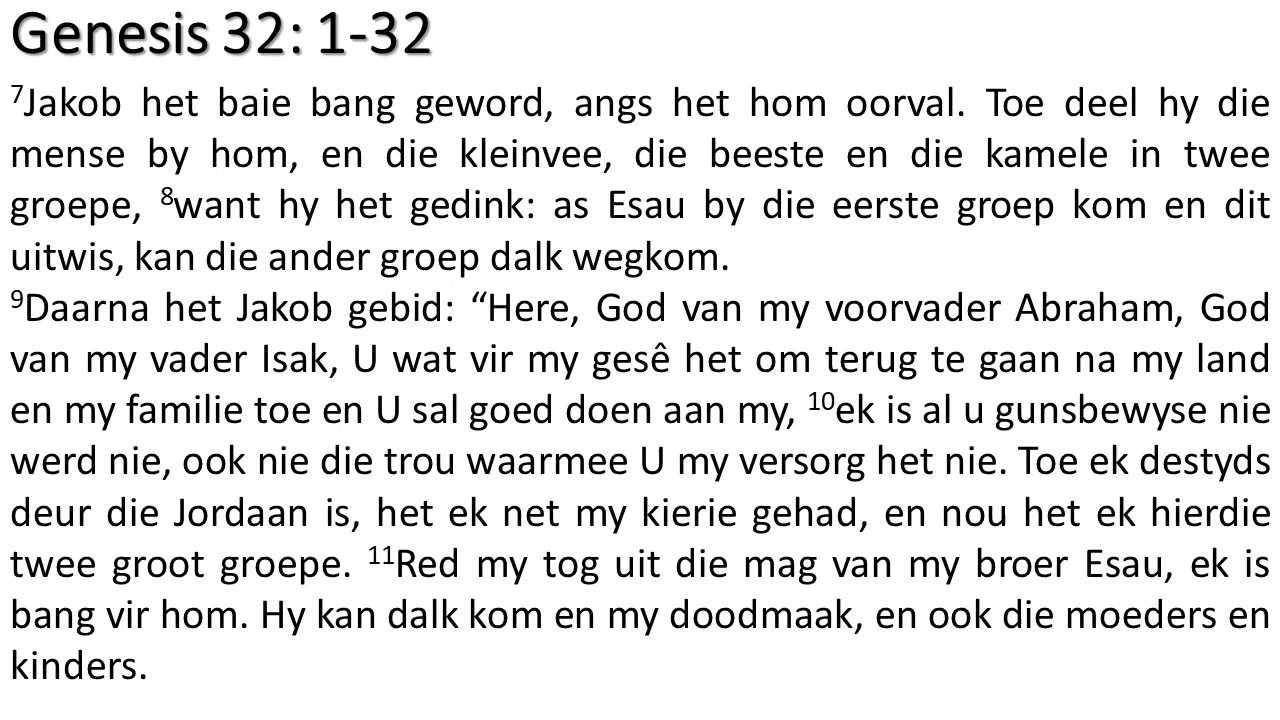 Genesis 32: 1-32
⁷Jakob het baie bang geword, angs het hom oorval. Toe deel hy die
mense by hom, en die kleinvee, die beeste en die kamele in twee
groepe, ⁸want hy het gedink: as Esau by die eerste groep kom en dit
uitwis, kan die ander groep dalk wegkom.
⁹Daarna het Jakob gebid: “Here, God van my voorvader Abraham, God
van my vader Isak, U wat vir my gesê het om terug te gaan na my land
en my familie toe en U sal goed doen aan my, ¹⁰ek is al u gunsbewyse nie
werd nie, ook nie die trou waarmee U my versorg het nie. Toe ek destyds
deur die Jordaan is, het ek net my kierie gehad, en nou het ek hierdie
twee groot groepe. ¹¹Red my tog uit die mag van my broer Esau, ek is
bang vir hom. Hy kan dalk kom en my doodmaak, en ook die moeders en
kinders.